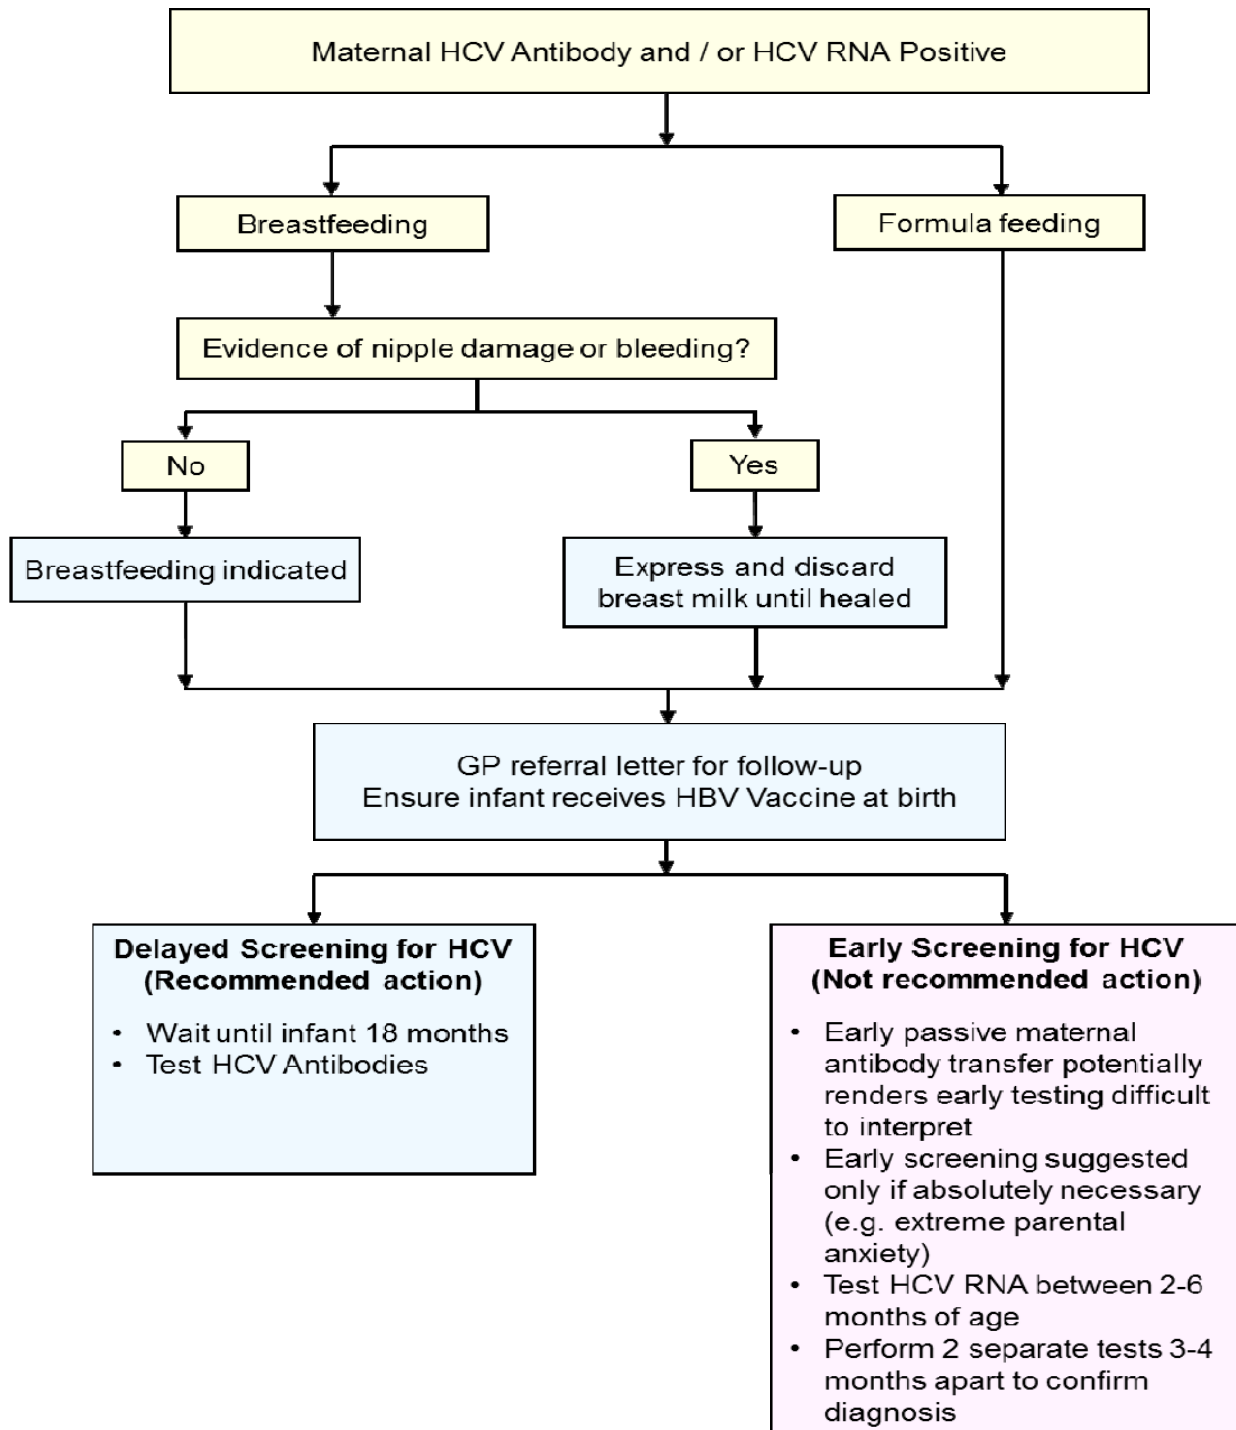 Maternal HCV Antibody and / or HCV RNA Positive
Breastfeeding
Formula feeding
Evidence of nipple damage or bleeding?
No
Yes
Breastfeeding indicated
Express and discard
breast milk until healed
GP referral letter for follow-up
Ensure infant receives HBV Vaccine at birth
Delayed Screening for HCV
(Recommended action)
• Wait until infant 18 months
• Test HCV Antibodies
Early Screening for HCV
(Not recommended action)
• Early passive maternal
antibody transfer potentially
renders early testing difficult
to interpret
• Early screening suggested
only if absolutely necessary
(e.g. extreme parental
anxiety)
• Test HCV RNA between 2-6
months of age
• Perform 2 separate tests 3-4
months apart to confirm
diagnosis